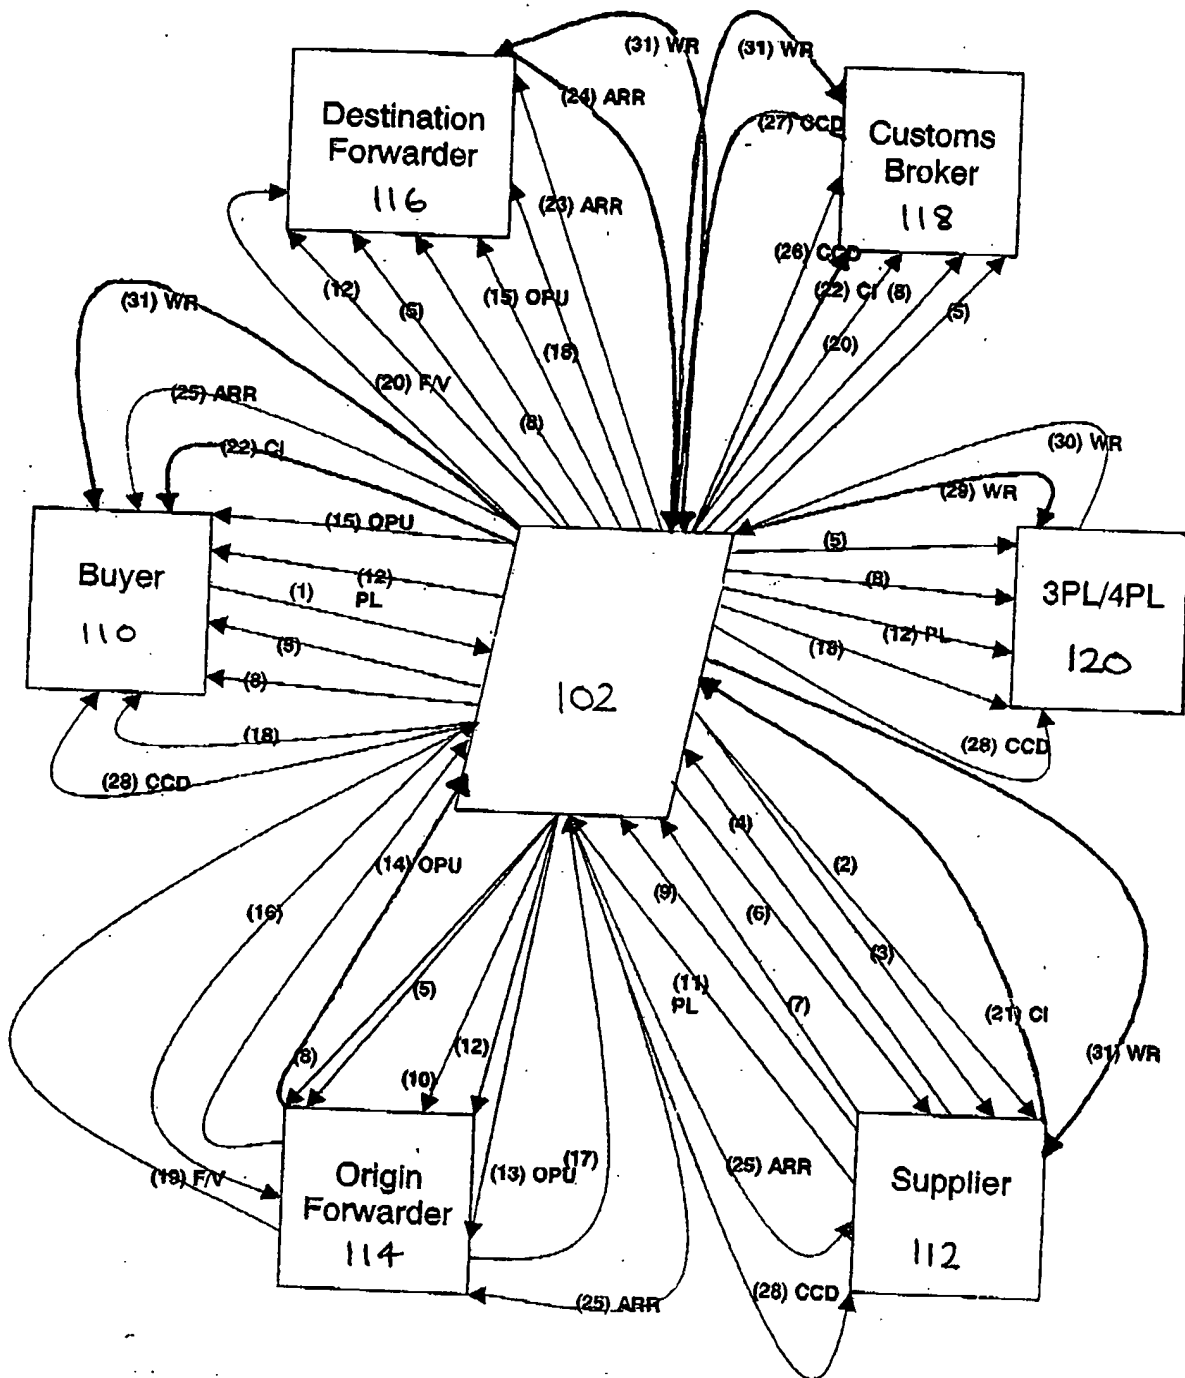 (31) WR
(31) WR
(24) ARR
(27) CCD
Destination
Forwarder
116
Customs
Broker
118
(23) ARR
(26) CCD
(31) WR
(12)
(5)
(15) OPU
(22) CI
(8)
(5)
(18)
(20)
(20) F/V
(25) ARR
(8)
(22) CI
(30) WR
(29) WR
(15) OPU
(5)
Buyer
110
(12)
PL
(1)
(8)
3PL/4PL
120
(12) PL
(18)
102
(8)
(18)
(28) CCD
(28) CCD
(14) OPU
(4)
(2)
(16)
(9)
(6)
(3)
(5)
(11)
PL
(7)
(21) CI
(8)
(12)
(10)
(31) WR
(19) F/V
Origin
Forwarder
114
(13) OPU
(17)
(25) ARR
Supplier
112
(25) ARR
(28) CCD